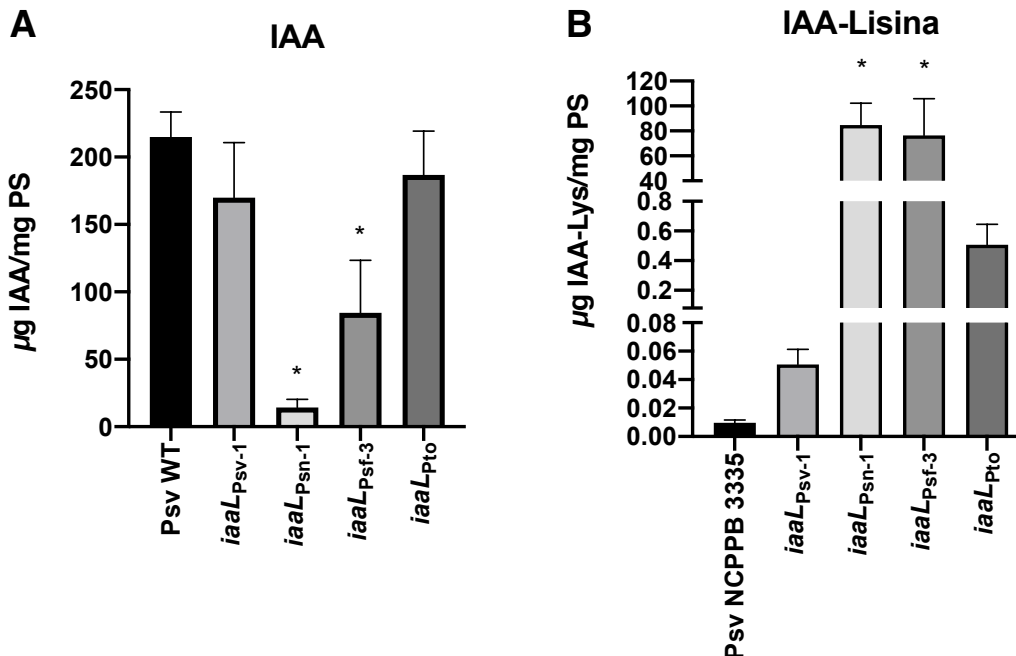 A
IAA
µg IAA/mg PS
250
200
150
100
50
0
*
*
Psv WT
iaaLPsv-1
iaaLPsn-1
iaaLPsf-3
iaaLPto
B
IAA-Lisina
µg IAA-Lys/mg PS
120
100
80
60
40
0.8
0.6
0.4
0.2
0.06
0.04
0.02
0.00
*
*
Psv NCPPB 3335
iaaLPsv-1
iaaLPsn-1
iaaLPsf-3
iaaLPto